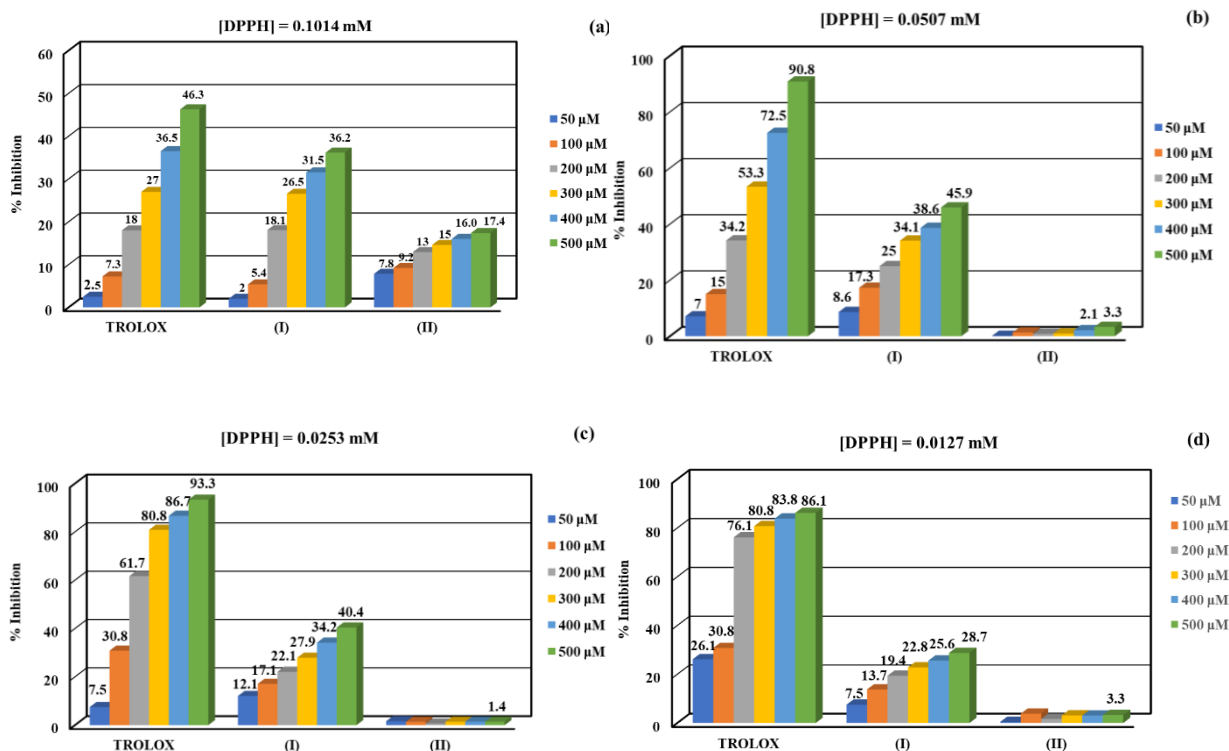 [DPPH] = 0.1014 mM
(a)
% Inhibition
60
50
40
30
20
10
0
2.5
7.3
18
27
36.5
46.3
2
5.4
18.1
26.5
31.5
36.2
7.8
9.2
13
15
16.0
17.4
TROLOX
(I)
(II)
50 µM
100 µM
200 µM
300 µM
400 µM
500 µM
[DPPH] = 0.0507 mM
(b)
% Inhibition
100
80
60
40
20
0
7
15
34.2
53.3
72.5
90.8
8.6
17.3
25
34.1
38.6
45.9
2.1
3.3
TROLOX
(I)
(II)
50 µM
100 µM
200 µM
300 µM
400 µM
500 µM
[DPPH] = 0.0253 mM
(c)
% Inhibition
100
80
60
40
20
0
7.5
30.8
61.7
80.8
86.7
93.3
12.1
17.1
22.1
27.9
34.2
40.4
1.4
TROLOX
(I)
(II)
50 µM
100 µM
200 µM
300 µM
400 µM
500 µM
[DPPH] = 0.0127 mM
(d)
% Inhibition
100
80
60
40
20
0
26.1
30.8
76.1
80.8
83.8
86.1
7.5
13.7
19.4
22.8
25.6
28.7
3.3
TROLOX
(I)
(II)
50 µM
100 µM
200 µM
300 µM
400 µM
500 µM